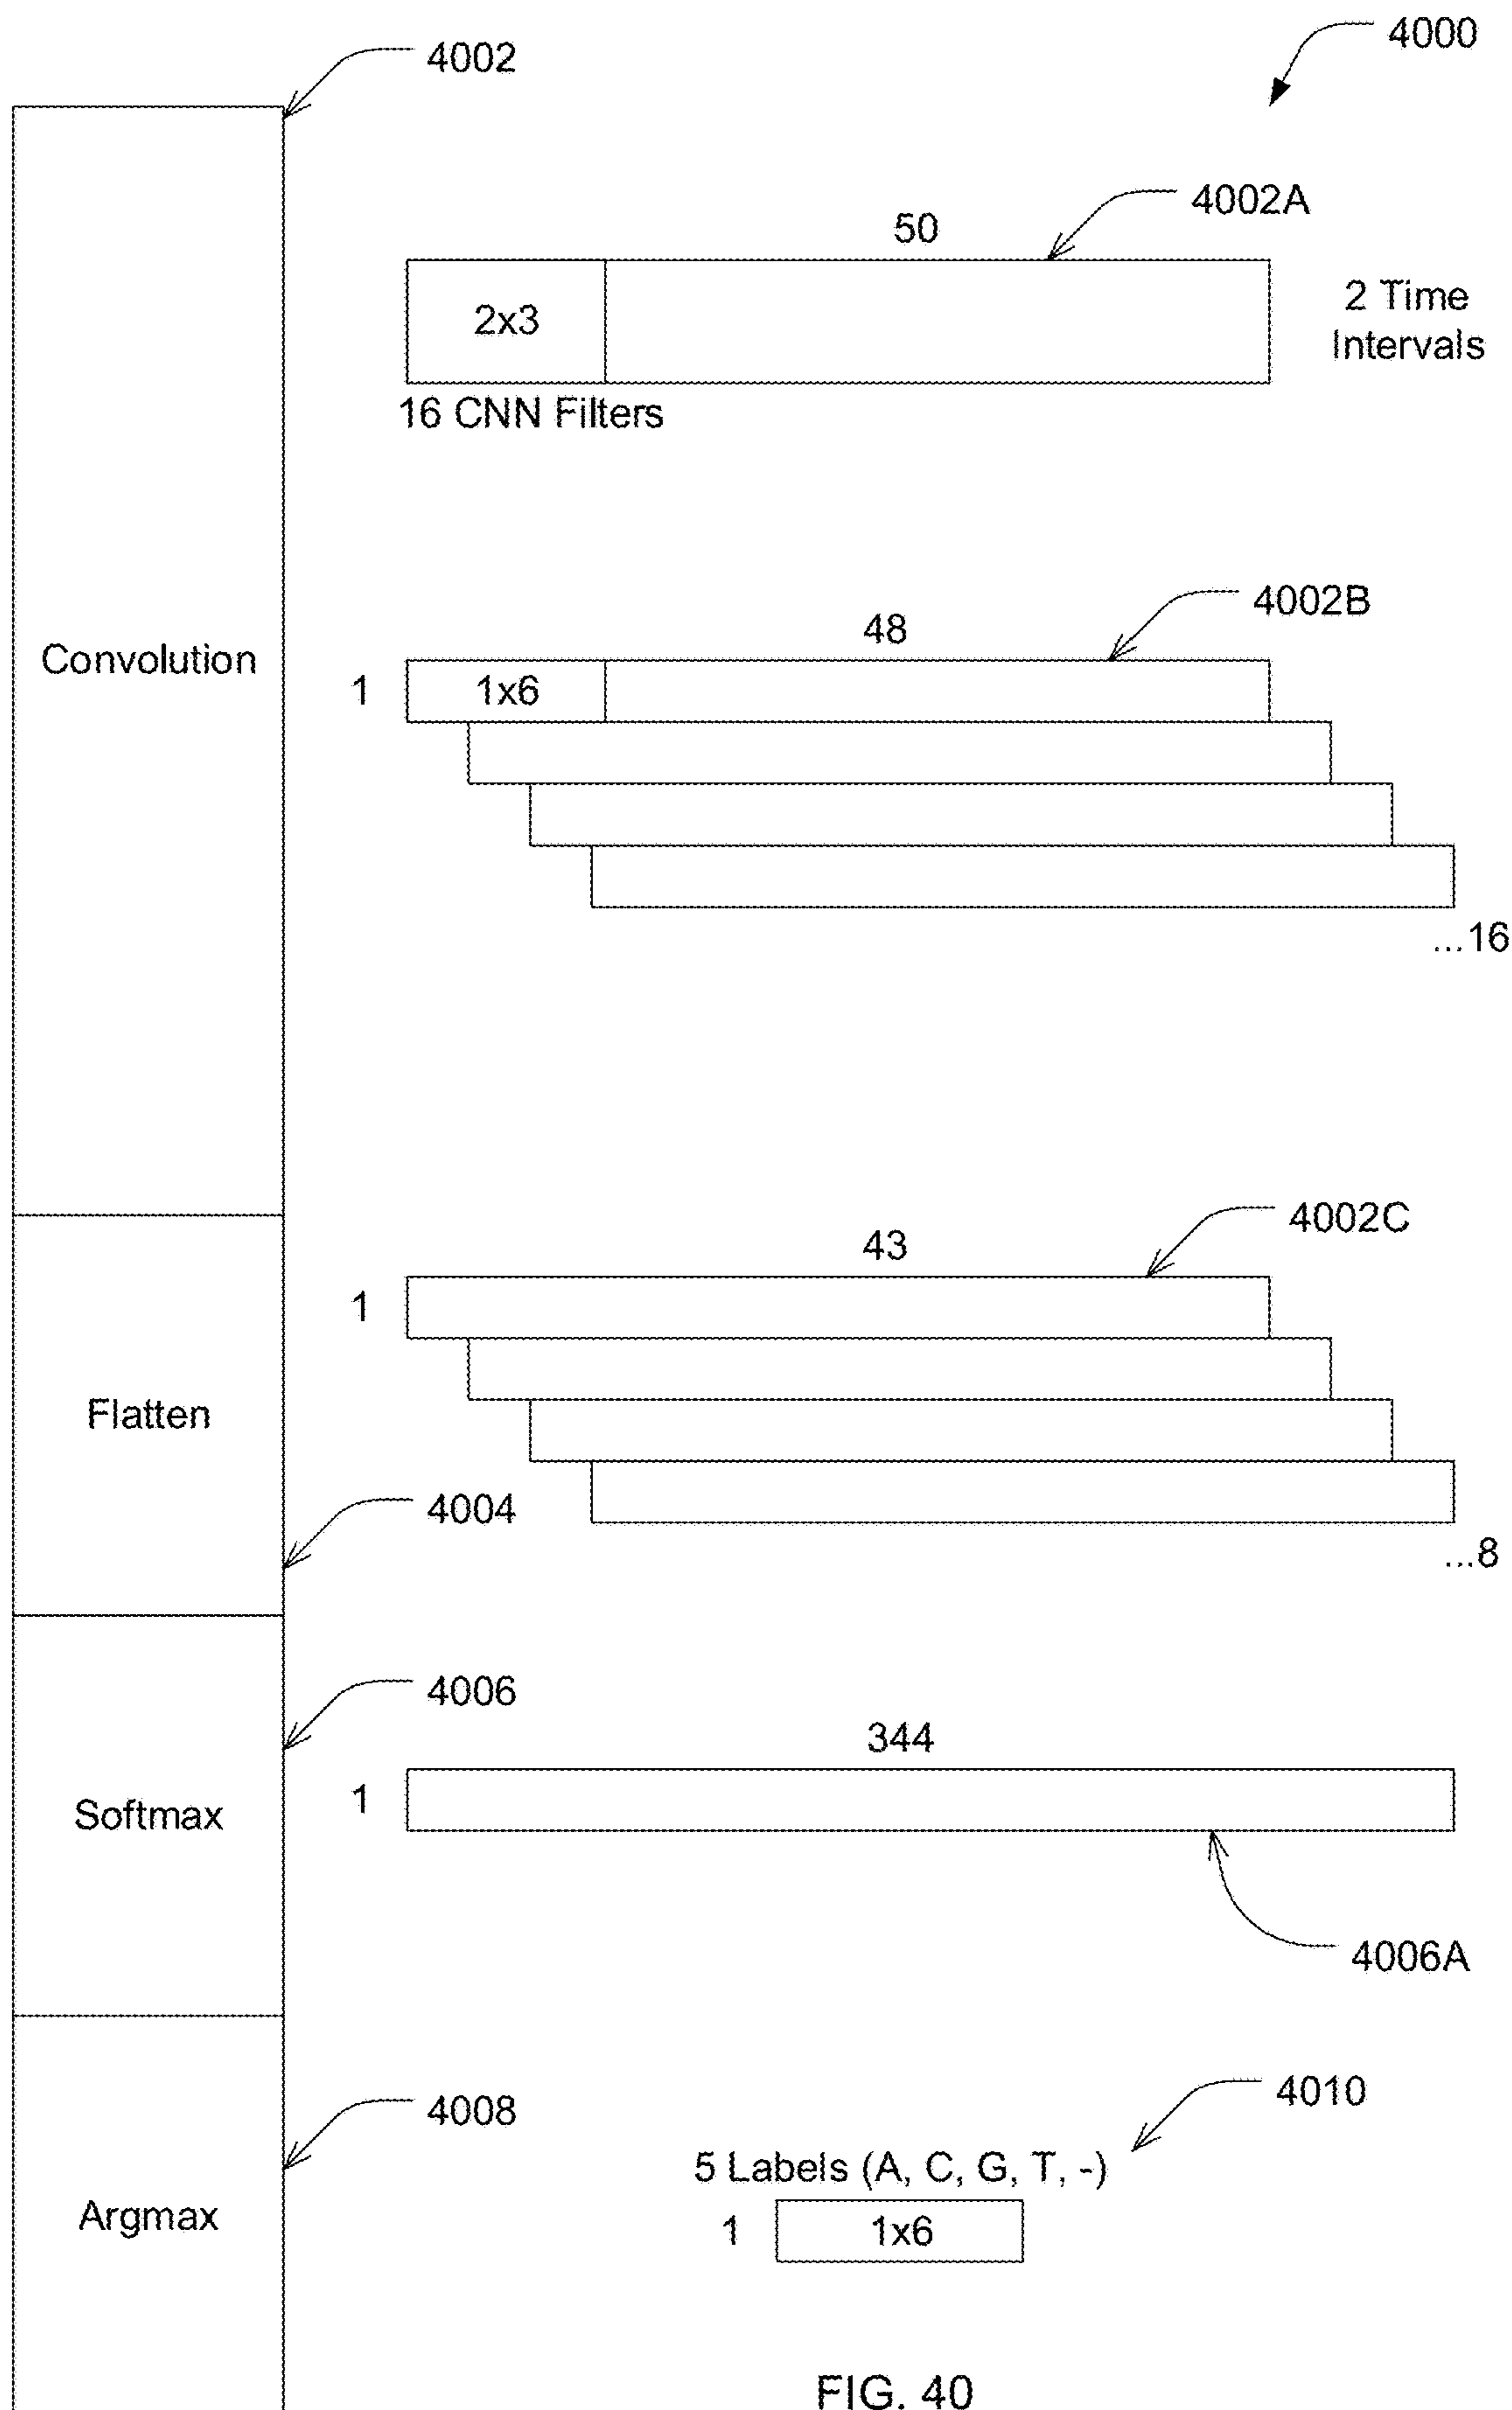 4000
4002
4002A
50
2x3
2 Time
Intervals
16 CNN Filters
4002B
48
Convolution
1
1x6
...16
4002C
43
1
Flatten
4004
...8
4006
344
Softmax
1
4006A
4008
4010
5 Labels (A, C, G, T, -)
Argmax
1
1x6
FIG. 40